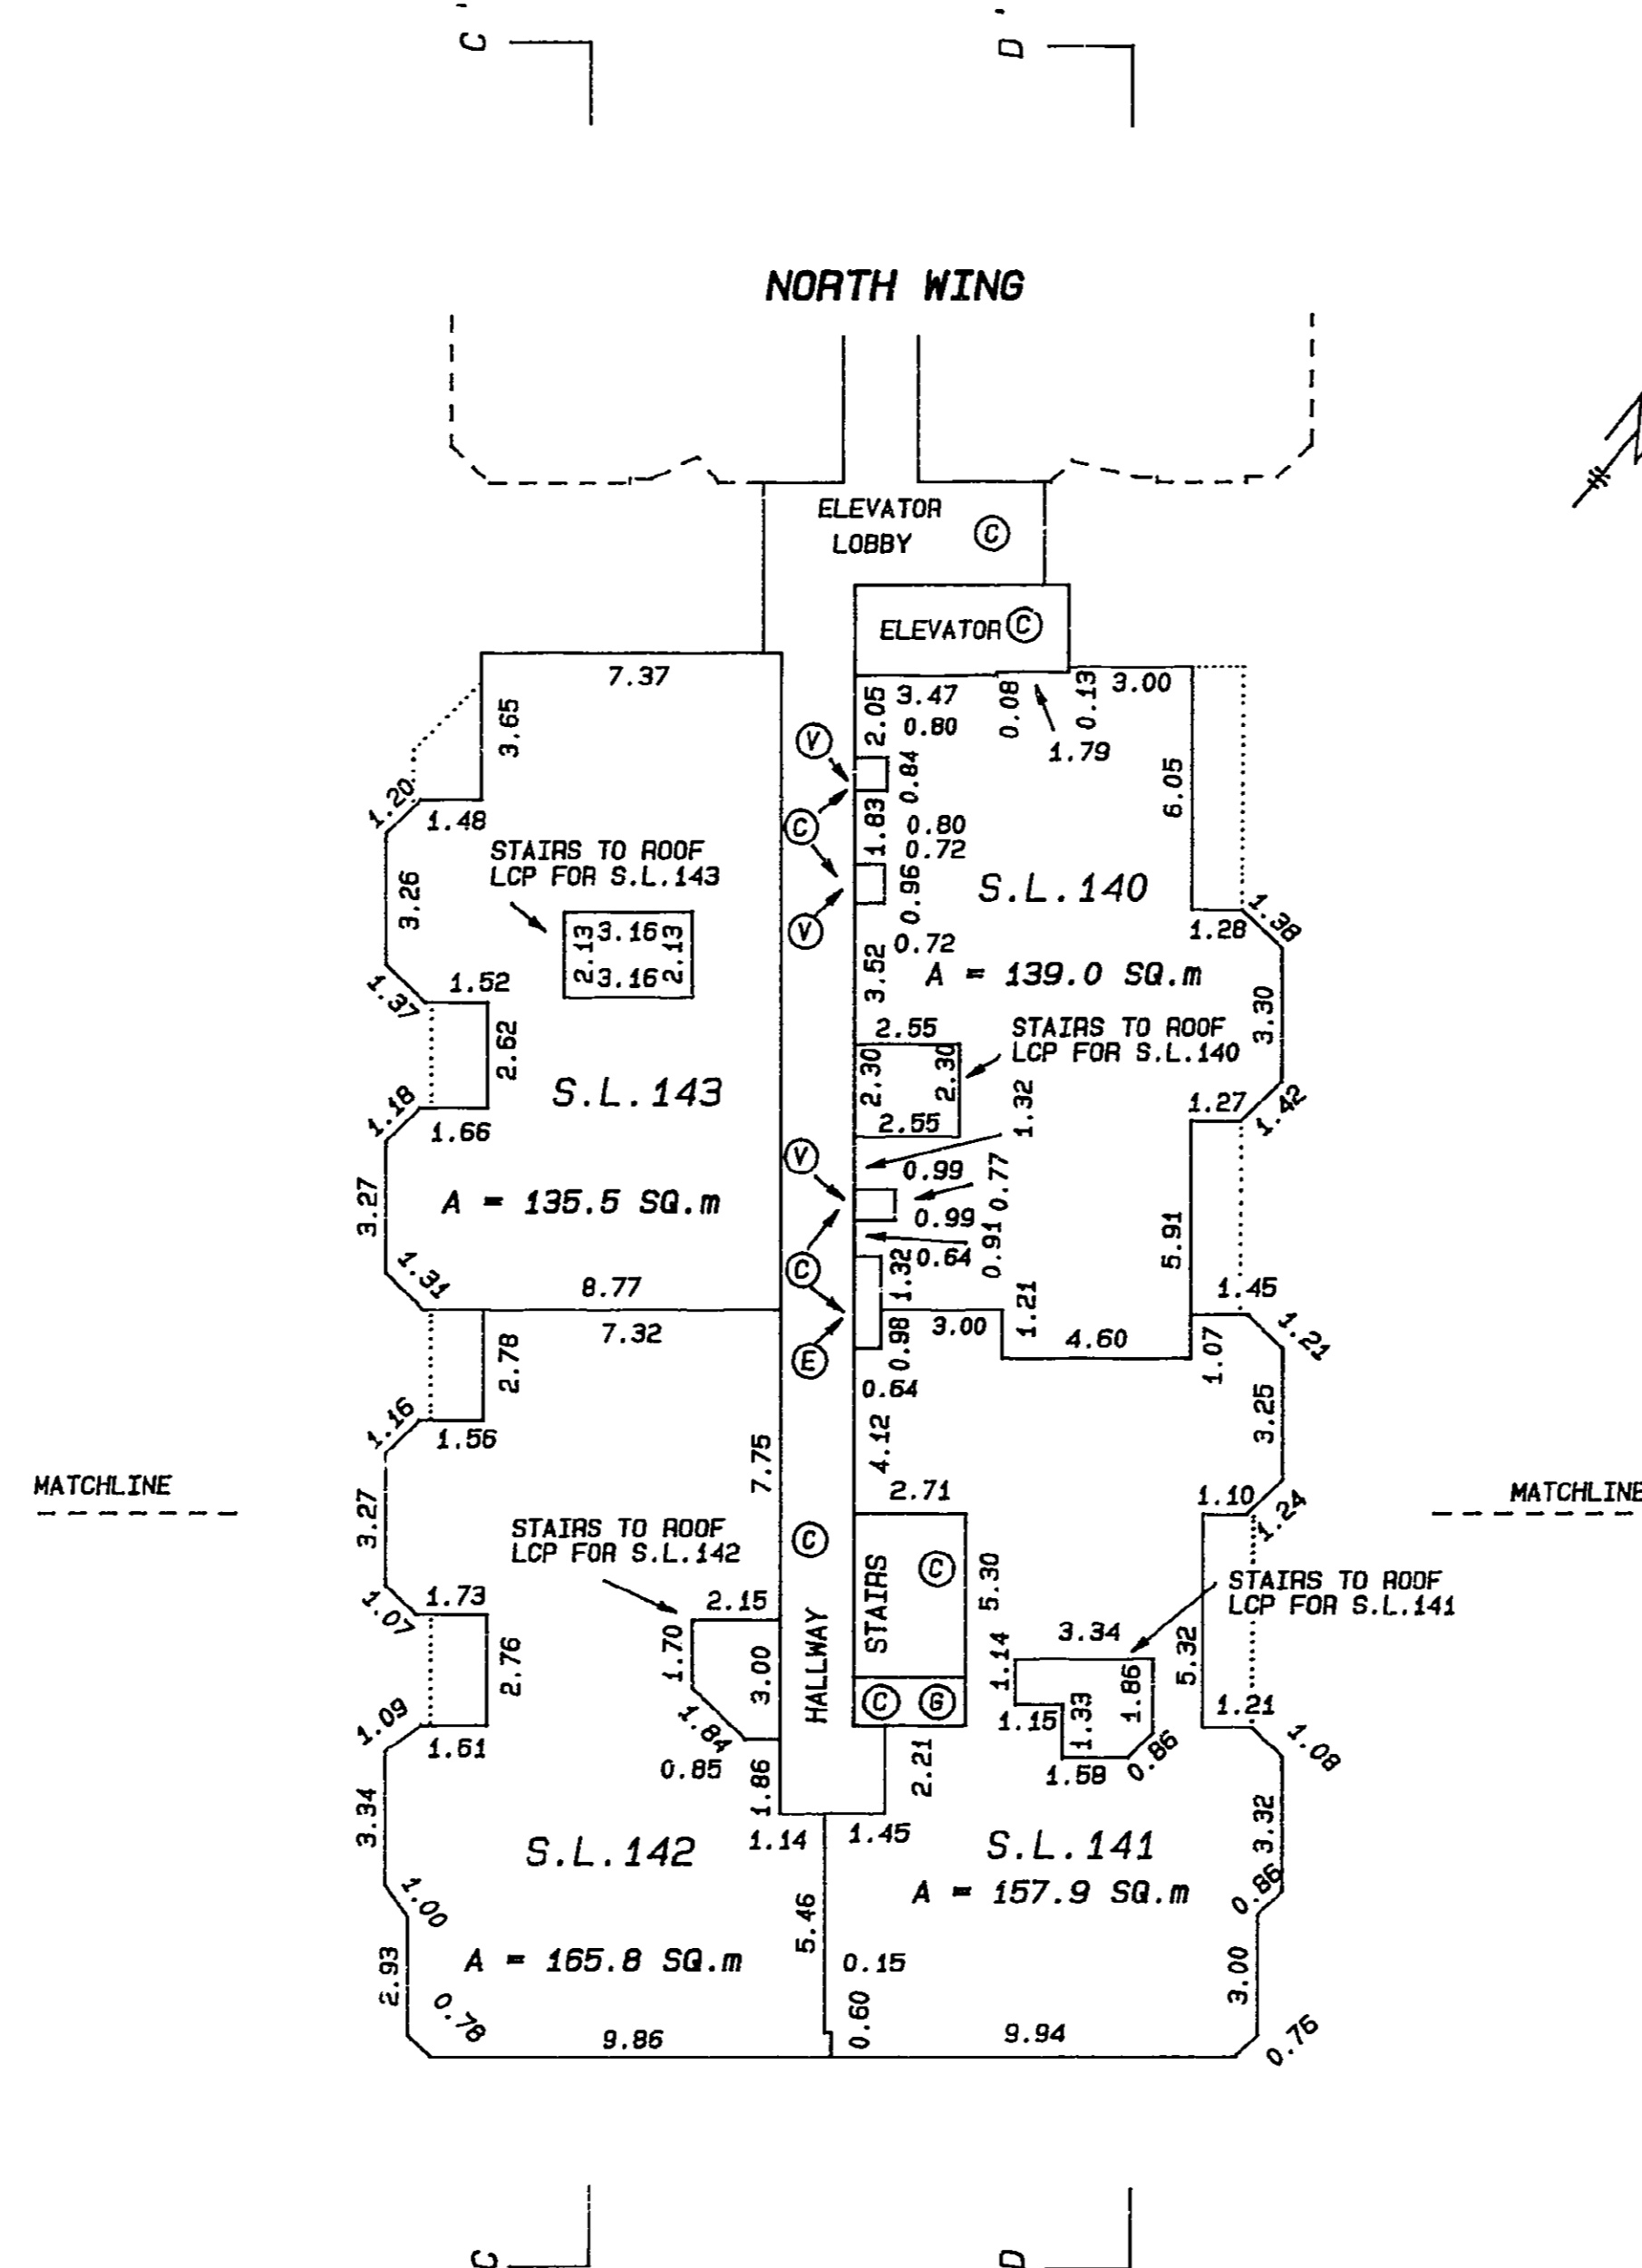 C
D
NORTH WING
ELEVATOR
LOBBY
C
ELEVATOR C
7.37
3.65
2.05
3.47
0.80
0.08
0.13
3.00
1.79
V
0.84
6.05
1.20
1.48
C
1.83
0.80
0.72
STAIRS TO ROOF
LCP FOR S.L.143
3.26
0.96
S.L.140
V
1.28
1.38
2.13
3.16
2.13
3.16
0.72
3.52
A = 139.0 SQ.m
1.37
1.52
2.62
3.30
2.55
STAIRS TO ROOF
LCP FOR S.L.140
2.30
2.30
2.55
S.L.143
1.18
1.66
1.32
1.27
1.42
V
0.99
0.77
A = 135.5 SQ.m
3.27
0.99
0.91
0.64
5.91
C
1.32
1.31
8.77
7.32
1.21
1.45
3.00
4.60
1.07
1.21
2.78
0.98
E
0.64
3.25
1.16
1.56
4.12
7.75
MATCHLINE
MATCHLINE
2.71
1.10
1.24
3.27
STAIRS TO ROOF
LCP FOR S.L.142
C
STAIRS
C
5.30
STAIRS TO ROOF
LCP FOR S.L.141
1.07
1.73
2.15
1.70
3.00
HALLWAY
3.34
1.14
5.32
2.76
1.86
1.33
C
G
1.15
1.21
1.09
1.61
1.84
0.85
1.86
2.21
1.58
0.86
1.08
3.34
1.14
1.45
3.32
S.L.142
S.L.141
A = 157.9 SQ.m
1.00
0.86
5.46
A = 165.8 SQ.m
0.15
2.93
3.00
0.78
9.86
0.60
9.94
0.76
C
D